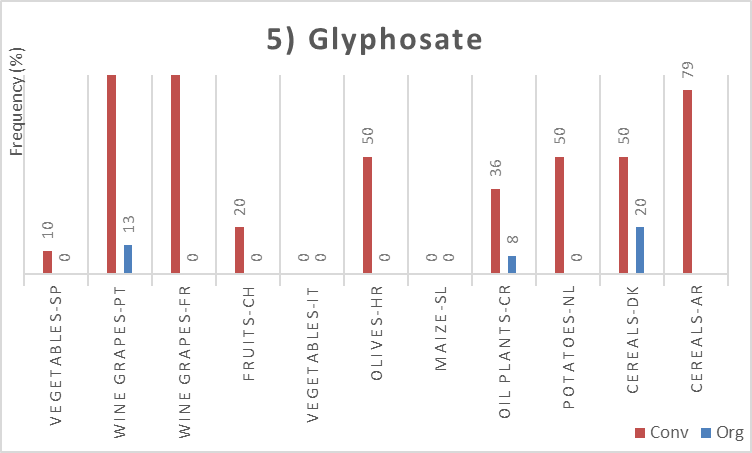 5) Glyphosate
Frequency (%)
10
0
13
0
20
0
0
0
50
0
0
0
36
8
50
0
50
20
79
VEGETABLES-SP
WINE GRAPES-PT
WINE GRAPES-FR
FRUITS-CH
VEGETABLES-IT
OLIVES-HR
MAIZE-SL
OIL PLANTS-CR
POTATOES-NL
CEREALS-DK
CEREALS-AR
Conv Org